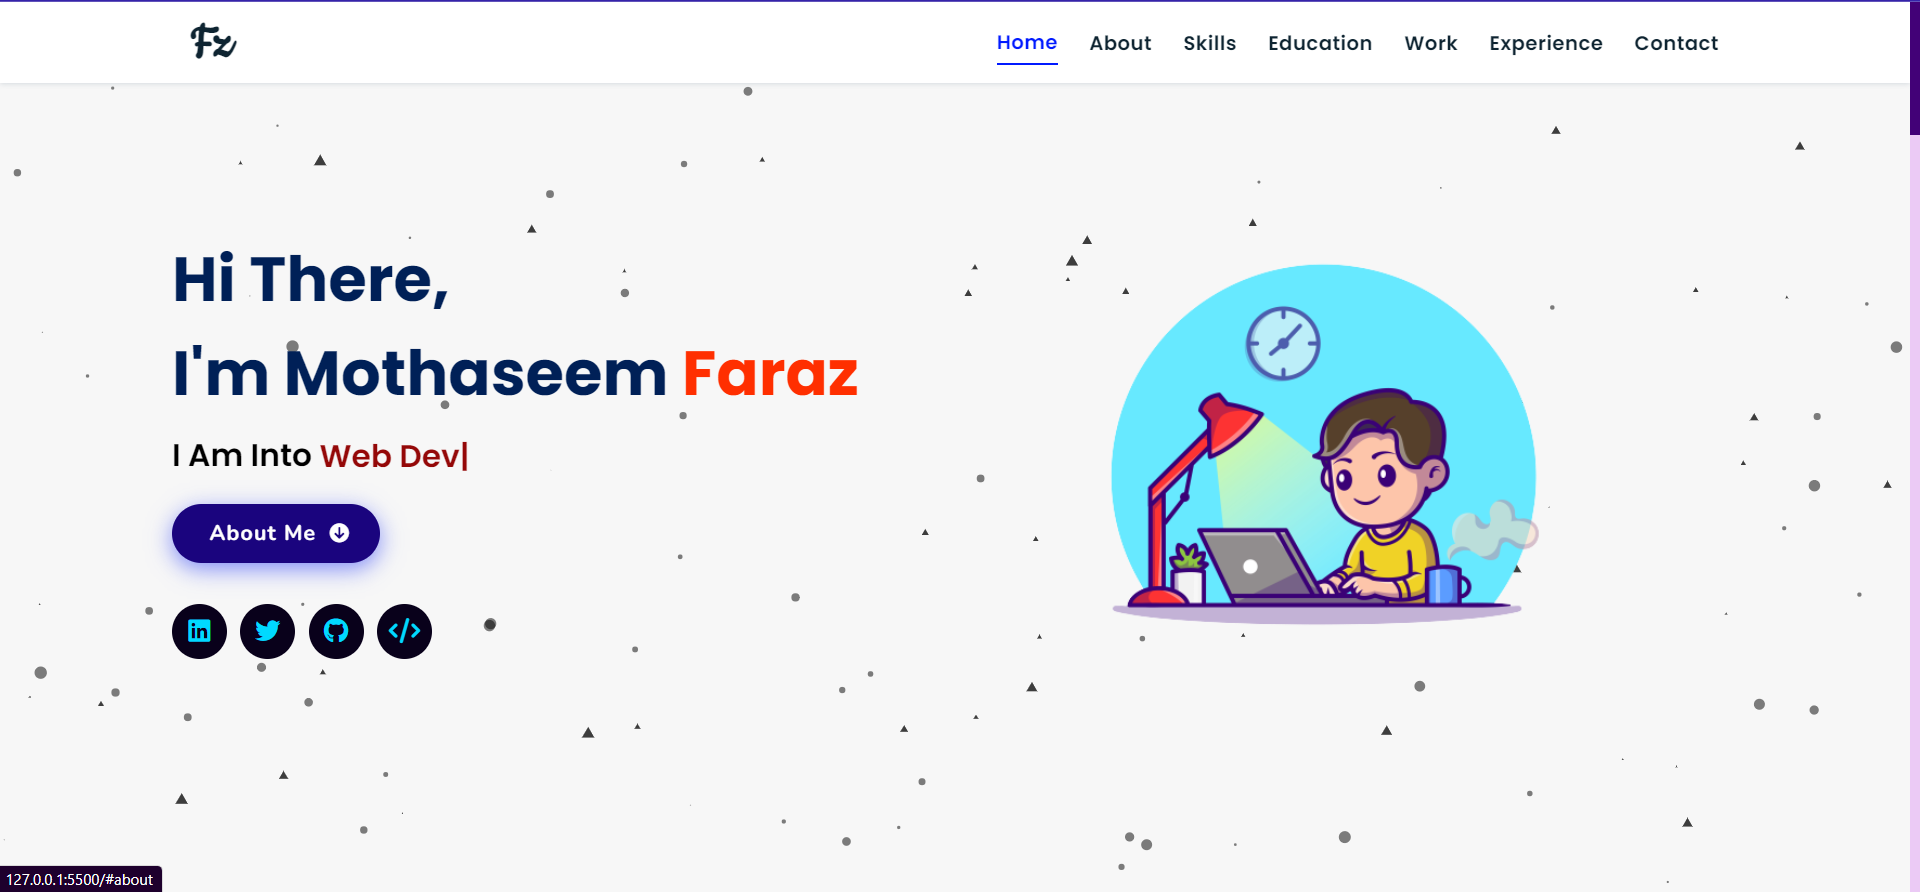 Fz
Home About Skills Education Work Experience Contact
Hi There,
I'm Mothaseem Faraz
I Am Into Web Dev|
About Me
in
</>
127.0.0.1:5500/#about